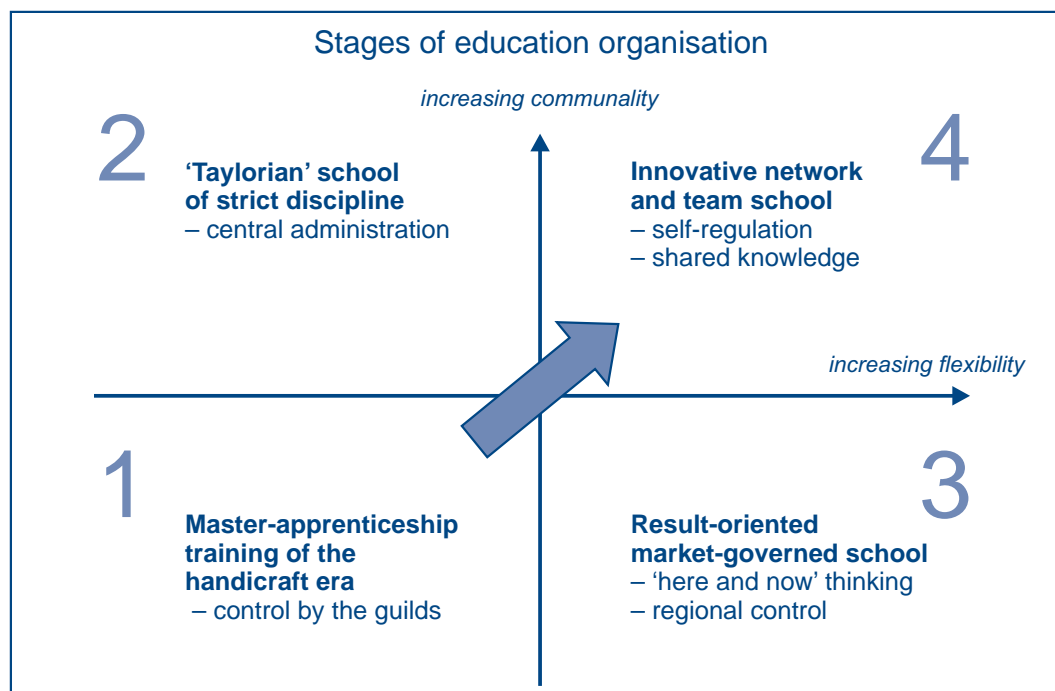 Stages of education organisation
increasing communality
2
‘Taylorian’ school
of strict discipline
– central administration
4
Innovative network
and team school
– self-regulation
– shared knowledge
increasing flexibility
1
Master-apprenticeship
training of the
handicraft era
– control by the guilds
3
Result-oriented
market-governed school
– ‘here and now’ thinking
– regional control